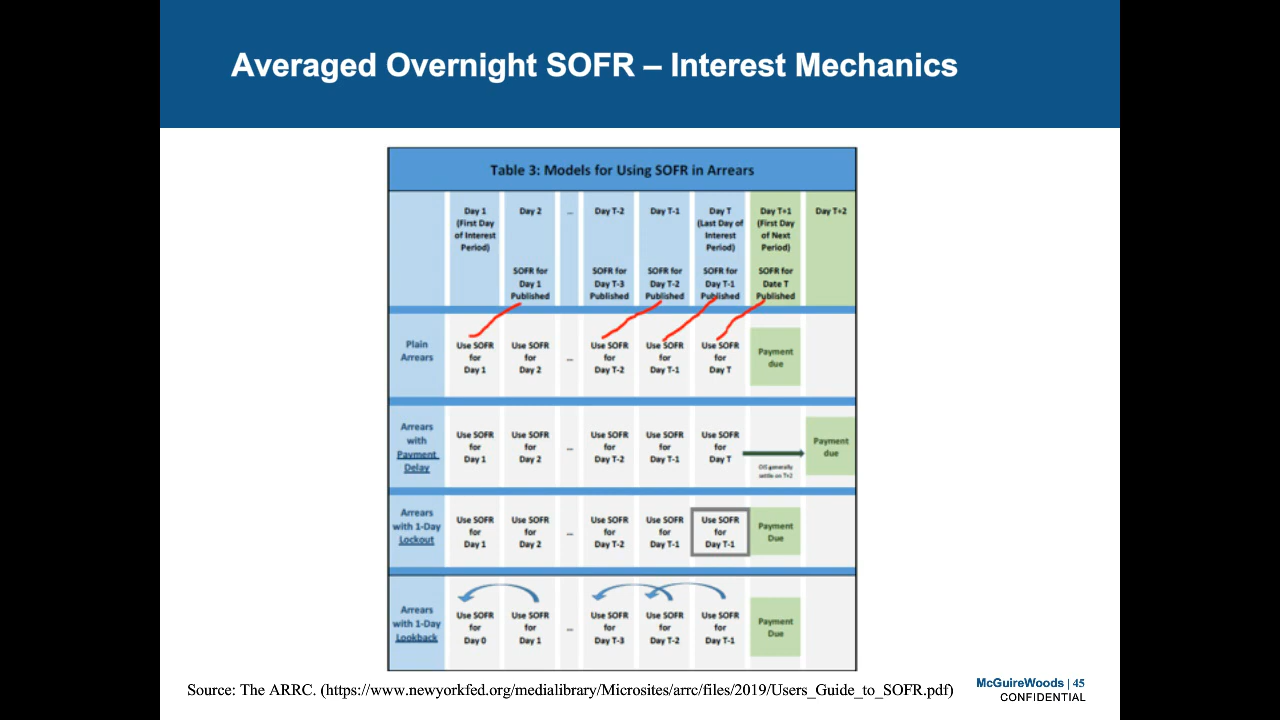 Averaged Overnight SOFR – Interest Mechanics
Table 3: Models for Using SOFR in Arrears
Day 1
(First Day
of Interest
Period)
Day 2
...
Day T-2
Day T-1
Day T
(Last Day of
Interest
Period)
Day T+1
(First Day
of Next
Period)
Day T+2
SOFR for
Day 1
Published
SOFR for
Day T-3
Published
SOFR for
Day T-2
Published
SOFR for
Day T-1
Published
SOFR for
Date T
Published
Plain
Arrears
Use SOFR
for
Day 1
Use SOFR
for
Day 2
...
Use SOFR
for
Day T-2
Use SOFR
for
Day T-1
Use SOFR
for
Day T
Payment
due
Arrears
with
Payment
Delay
Use SOFR
for
Day 1
Use SOFR
for
Day 2
...
Use SOFR
for
Day T-2
Use SOFR
for
Day T-1
Use SOFR
for
Day T
OIS generally
settle on T+2
Payment
due
Arrears
with 1-Day
Lockout
Use SOFR
for
Day 1
Use SOFR
for
Day 2
...
Use SOFR
for
Day T-2
Use SOFR
for
Day T-1
Use SOFR
for
Day T-1
Payment
Due
Arrears
with 1-Day
Lookback
Use SOFR
for
Day 0
Use SOFR
for
Day 1
...
Use SOFR
for
Day T-3
Use SOFR
for
Day T-2
Use SOFR
for
Day T-1
Payment
Due
Source: The ARRC. (https://www.newyorkfed.org/medialibrary/Microsites/arrc/files/2019/Users_Guide_to_SOFR.pdf)
McGuireWoods | 45
CONFIDENTIAL